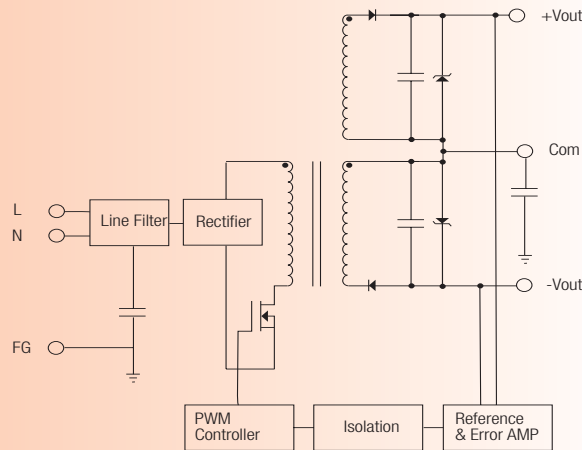 +Vout
Com
L
Line Filter
Rectifier
N
-Vout
FG
PWM
Controller
Isolation
Reference
& Error AMP